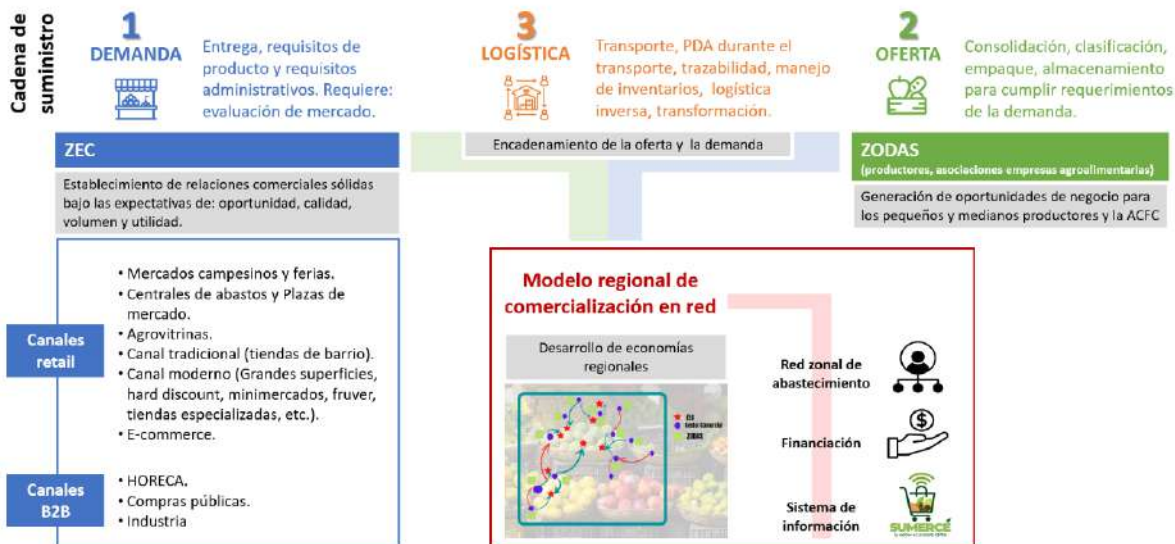 Cadena de
suministro
1
DEMANDA
Entrega, requisitos de
producto y requisitos
administrativos. Requiere:
evaluación de mercado.
3
LOGÍSTICA
Transporte, PDA durante el
transporte, trazabilidad, manejo
de inventarios, logística
inversa, transformación.
2
OFERTA
Consolidación, clasificación,
empaque, almacenamiento
para cumplir requerimientos
de la demanda.
ZEC
Establecimiento de relaciones comerciales sólidas
bajo las expectativas de: oportunidad, calidad,
volumen y utilidad.
Encadenamiento de la oferta y la demanda
ZODAS
(productores, asociaciones empresas agroalimentarias)
Generación de oportunidades de negocio para
los pequeños y medianos productores y la ACFC
Canales
retail
• Mercados campesinos y ferias.
• Centrales de abastos y Plazas de
mercado.
• Agrovitrinas.
• Canal tradicional (tiendas de barrio).
• Canal moderno (Grandes superficies,
hard discount, minimercados, fruver,
tiendas especializadas, etc.).
• E-commerce.
Canales
B2B
• HORECA.
• Compras públicas.
• Industria
Modelo regional de
comercialización en red
Desarrollo de economías
regionales
ZODAS
Red zonal de
abastecimiento
Financiación
$
Sistema de
información
SUMERCÉ